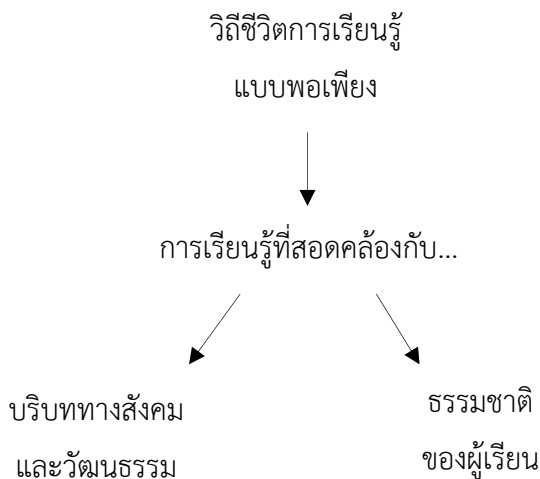 วิถีชีวิตการเรียนรู้
แบบพอเพียง
การเรียนรู้ที่สอดคล้องกับ...
บริบททางสังคม
และวัฒนธรรม
ธรรมชาติ
ของผู้เรียน